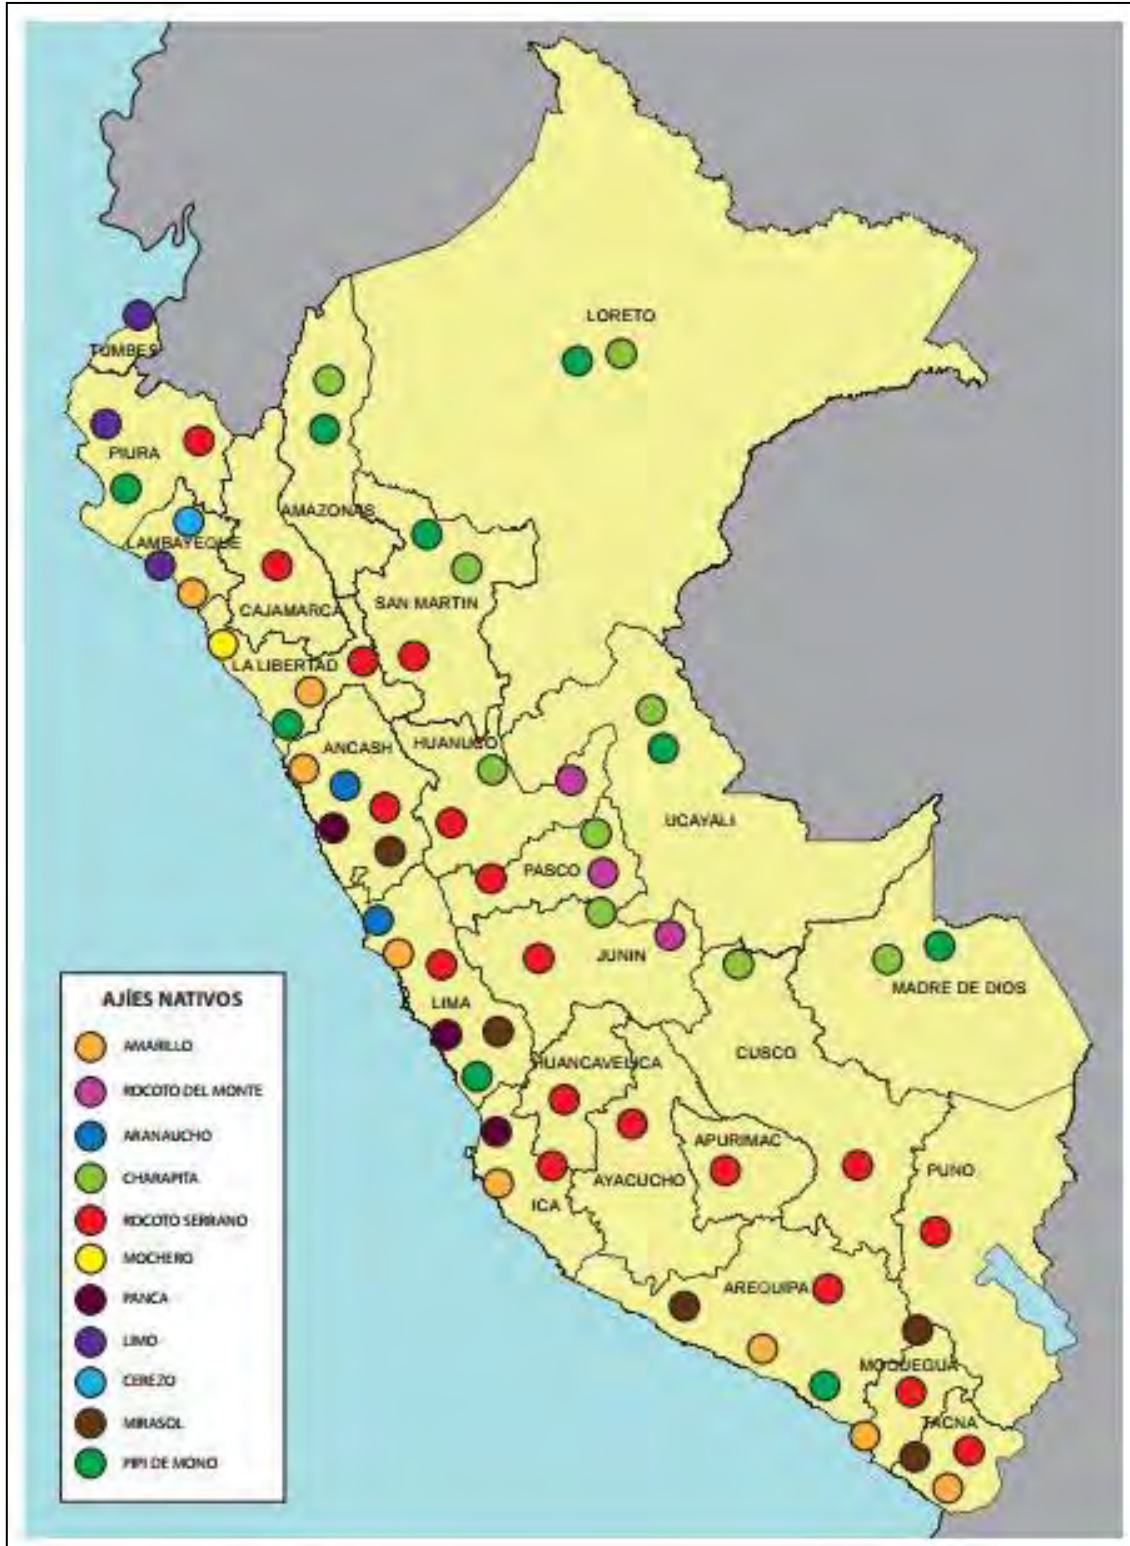 LORETO
TUMBES
PIURA
AMAZONAS
LAMBAYEQUE
SAN MARTIN
CAJAMARCA
LA LIBERTAD
HUANUCO
ANCASH
UCAYALI
PASCO
JUNIN
MADRE DE DIOS
LIMA
CUSCO
HUANCAVELICA
APURIMAC
PUNO
AYACUCHO
ICA
AREQUIPA
MOQUEGUA
TACNA
AJÍES NATIVOS
AMARILLO
ROCOTO DEL MONTE
ARANAUCHO
CHARAPITA
ROCOTO SERRANO
MOCHERO
PANCA
LIMO
CEREZO
MIRASOL
PIPI DE MONO